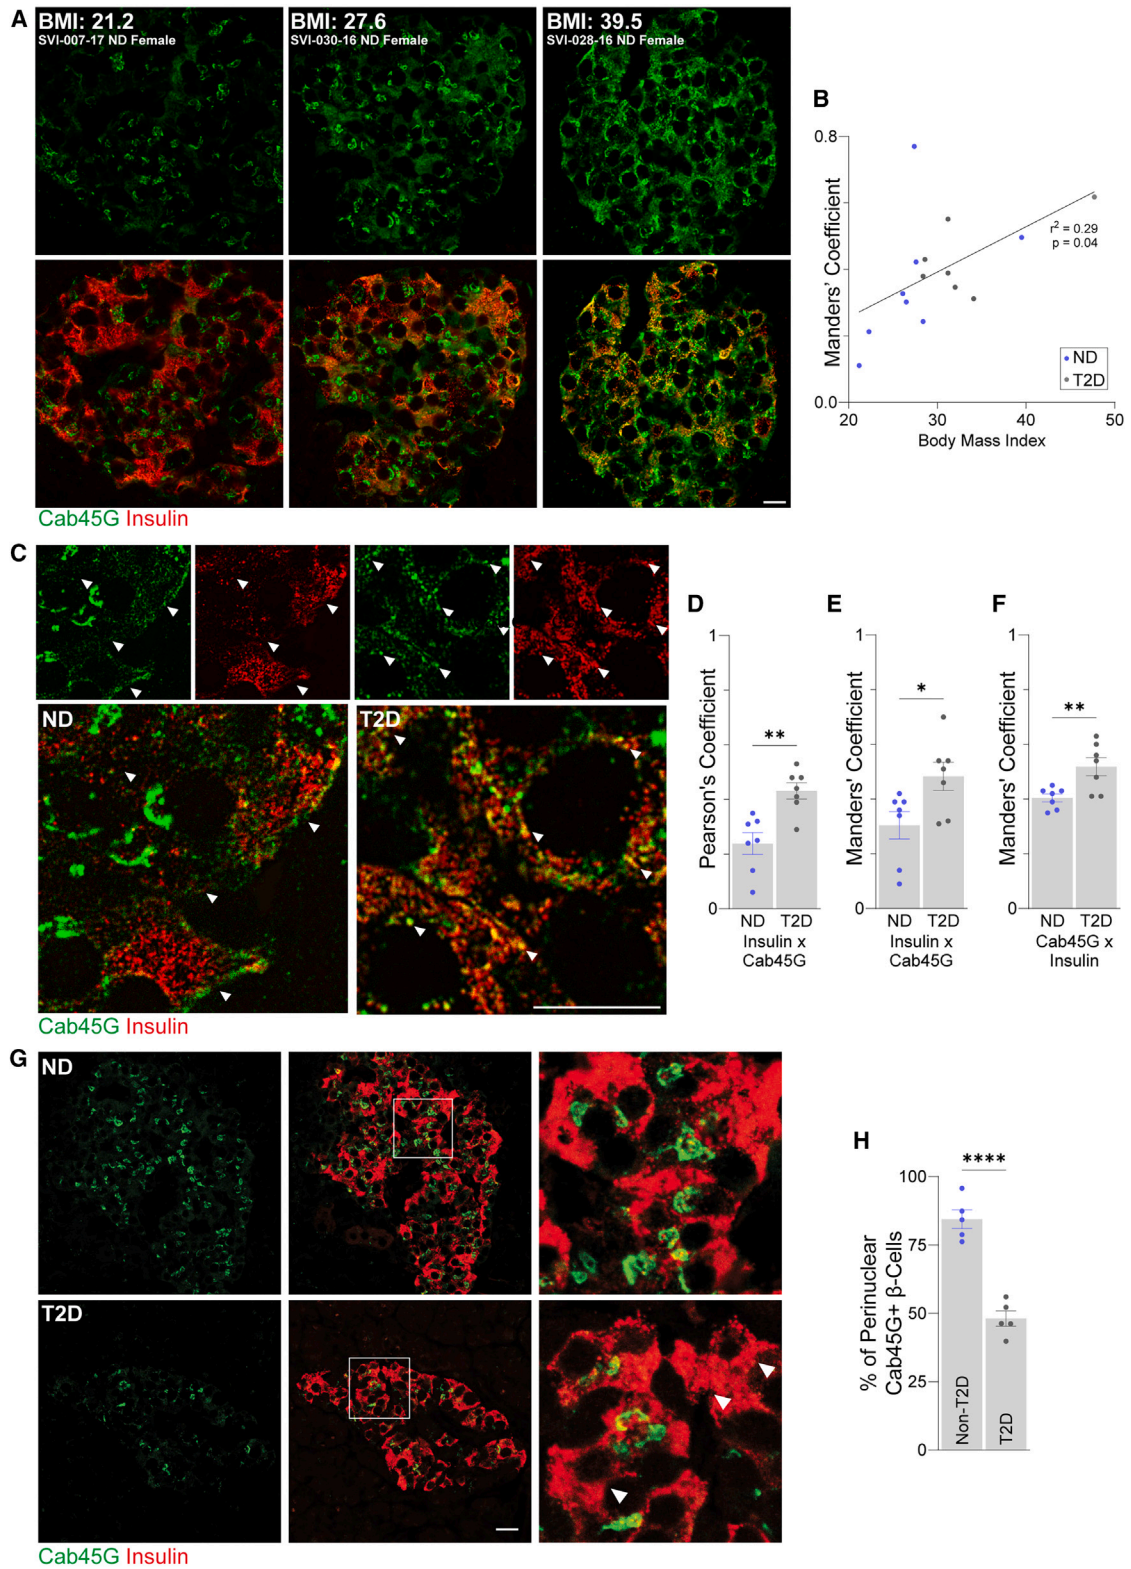 A
BMI: 21.2
SVI-007-17 ND Female
BMI: 27.6
SVI-030-16 ND Female
BMI: 39.5
SVI-028-16 ND Female
Cab45G Insulin
B
Manders' Coefficient
0.8
0.0
20
30
40
50
Body Mass Index
r² = 0.29
p = 0.04
ND
T2D
C
ND
T2D
Cab45G Insulin
D
Pearson's Coefficient
1
0
**
ND T2D
Insulin x
Cab45G
E
Manders' Coefficient
1
0
*
ND T2D
Insulin x
Cab45G
F
Manders' Coefficient
1
0
**
ND T2D
Cab45G x
Insulin
G
ND
T2D
Cab45G Insulin
H
% of Perinuclear
Cab45G+ β-Cells
****
100
75
50
25
0
Non-T2D
T2D